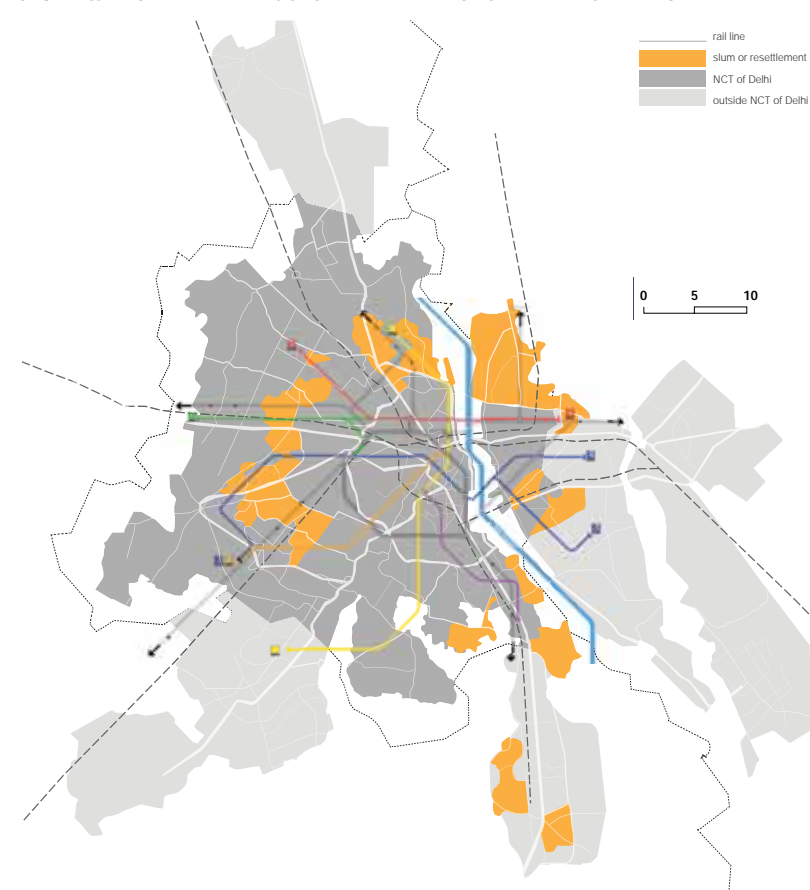 rail line
slum or resettlement
NCT of Delhi
outside NCT of Delhi
0 5 10